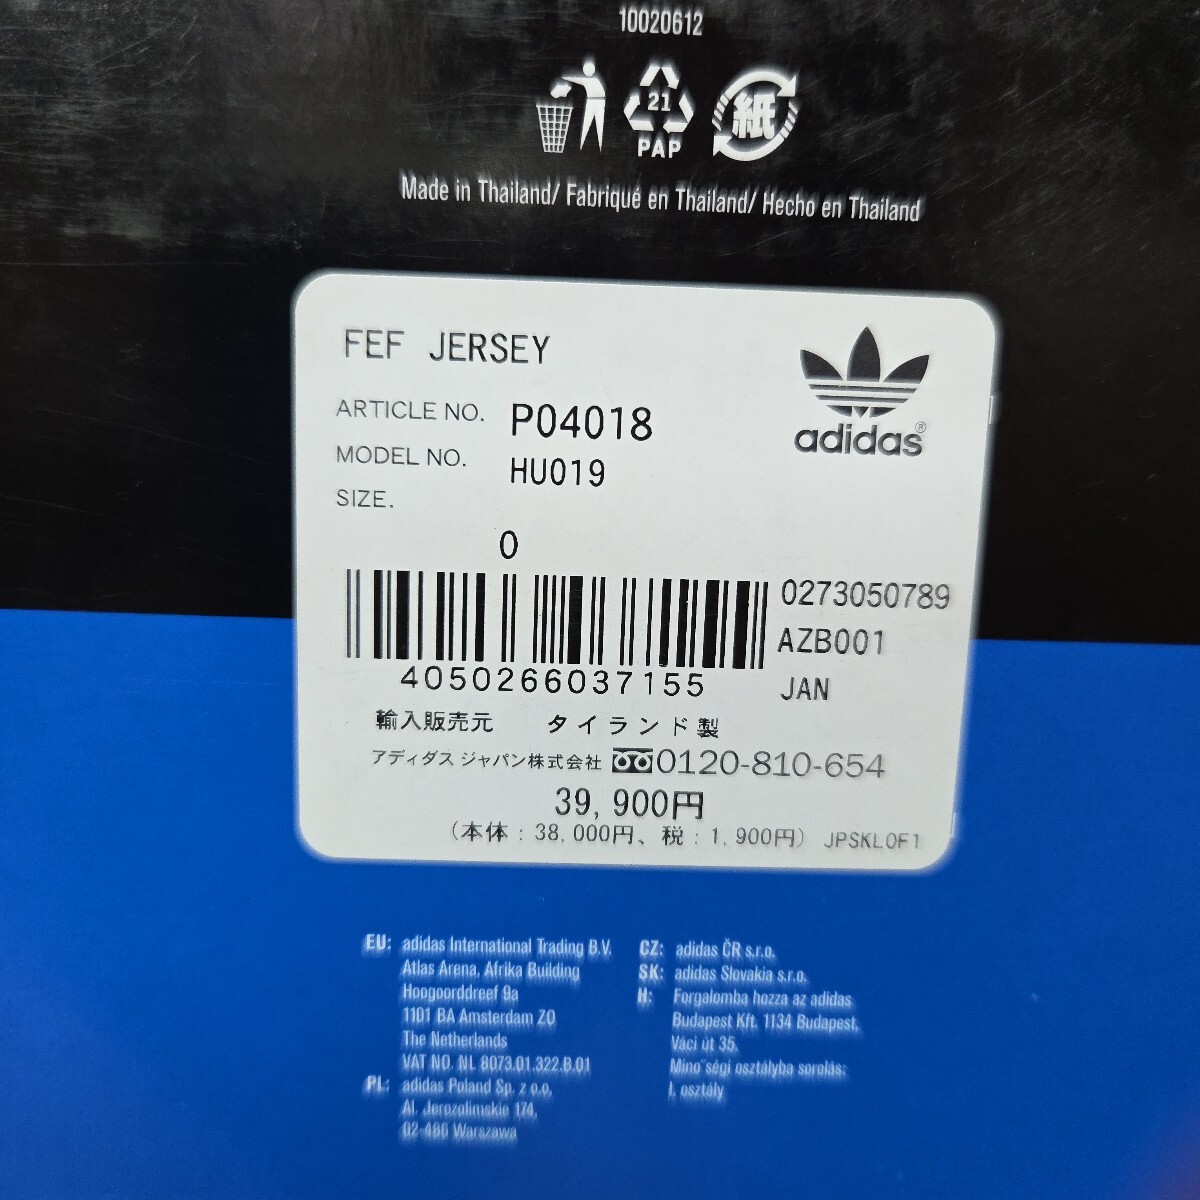 10020612
21
PAP
紙
Made in Thailand/ Fabriqué en Thailand/ Hecho en Thailand
FEF JERSEY
adidas®
ARTICLE NO. P04018
MODEL NO. HU019
SIZE.
0
0273050789
AZB001
4050266037155
JAN
輸入販売元 タイランド製
アディダス ジャパン株式会社 0120-810-654
39,900円
(本体:38,000円、税:1,900円) JPSKLOF1
EU: adidas International Trading B.V.
Atlas Arena, Afrika Building
Hoogoorddreef 9a
1101 BA Amsterdam ZO
The Netherlands
VAT NO. NL 8073.01.322.B.01
PL: adidas Poland Sp. z o.o.
Al. Jerozolimskie 174,
02-486 Warszawa
CZ: adidas ČR s.r.o.
SK: adidas Slovakia s.r.o.
H: Forgalomba hozza az adidas
Budapest Kft. 1134 Budapest,
Váci út 35.
Mino˝ségi osztályba sorolás:
I. osztály